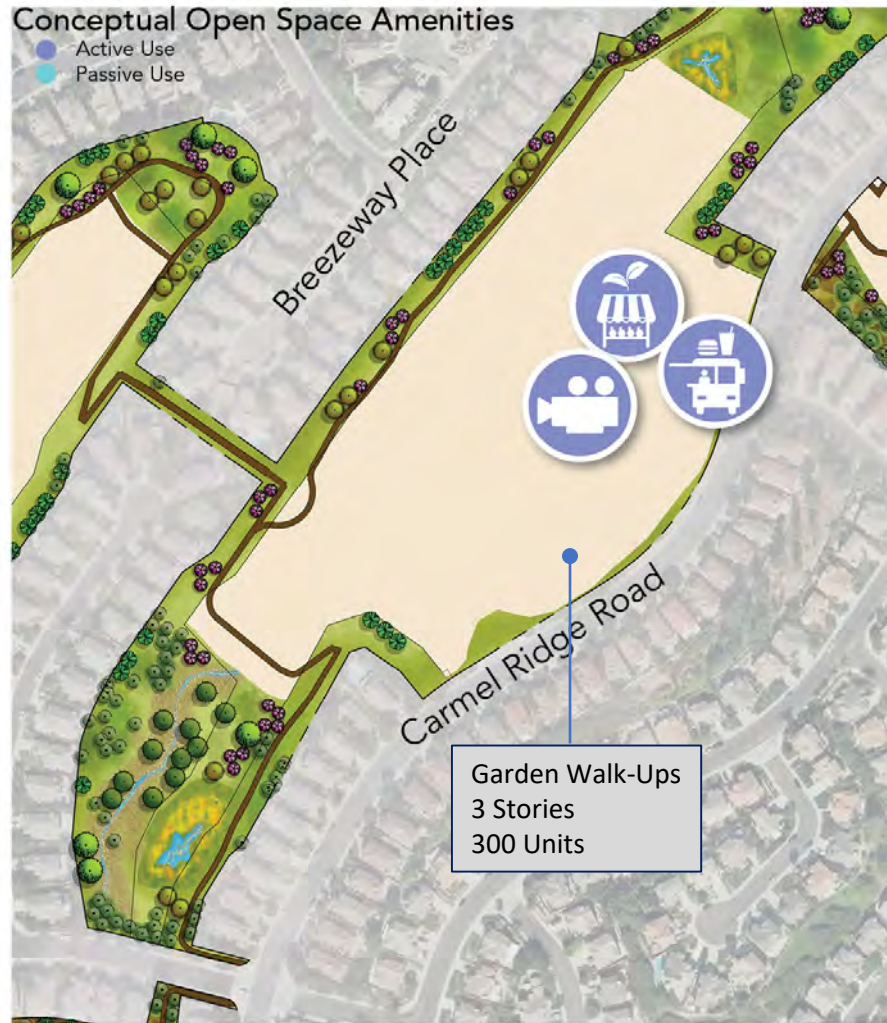 Conceptual Open Space Amenities
Active Use
Passive Use
Breezeway Place
Carmel Ridge Road
Garden Walk-Ups
3 Stories
300 Units